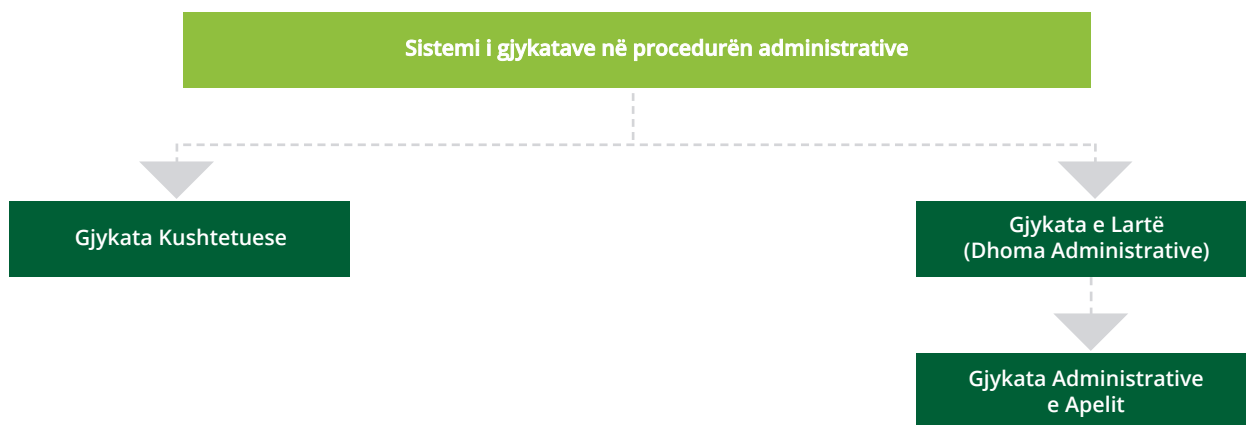 Sistemi i gjykatave në procedurën administrative
Gjykata Kushtetuese
Gjykata e Lartë
(Dhoma Administrative)
Gjykata Administrative
e Apelit